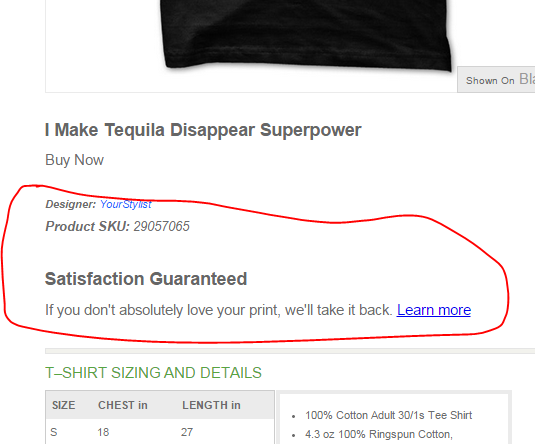 Shown On
I Make Tequila Disappear Superpower
Buy Now
Designer: YourStylist
Product SKU: 29057065
Satisfaction Guaranteed
If you don't absolutely love your print, we'll take it back. Learn more
T–SHIRT SIZING AND DETAILS
SIZE CHEST in LENGTH in
S 18 27
• 100% Cotton Adult 30/1s Tee Shirt
• 4.3 oz 100% Ringspun Cotton,